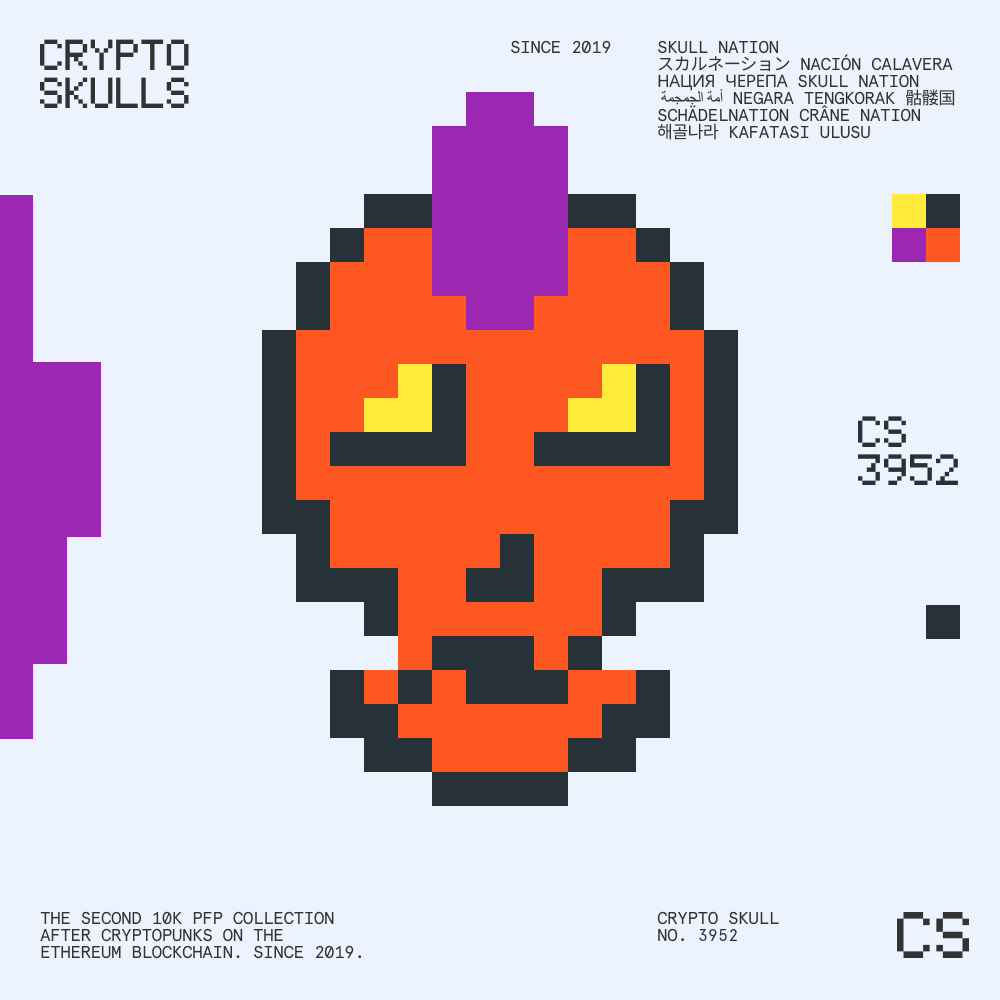 CRYPTO
SKULLS
SINCE 2019
SKULL NATION
スカルネーション NACIÓN CALAVERA
НАЦИЯ ЧЕРЕПА SKULL NATION
أمة الجمجمة NEGARA TENGKORAK 骷髅国
SCHÄDELNATION CRÂNE NATION
해골나라 KAFATASI ULUSU
CS
3952
THE SECOND 10K PFP COLLECTION
AFTER CRYPTOPUNKS ON THE
ETHEREUM BLOCKCHAIN. SINCE 2019.
CRYPTO SKULL
NO. 3952
CS